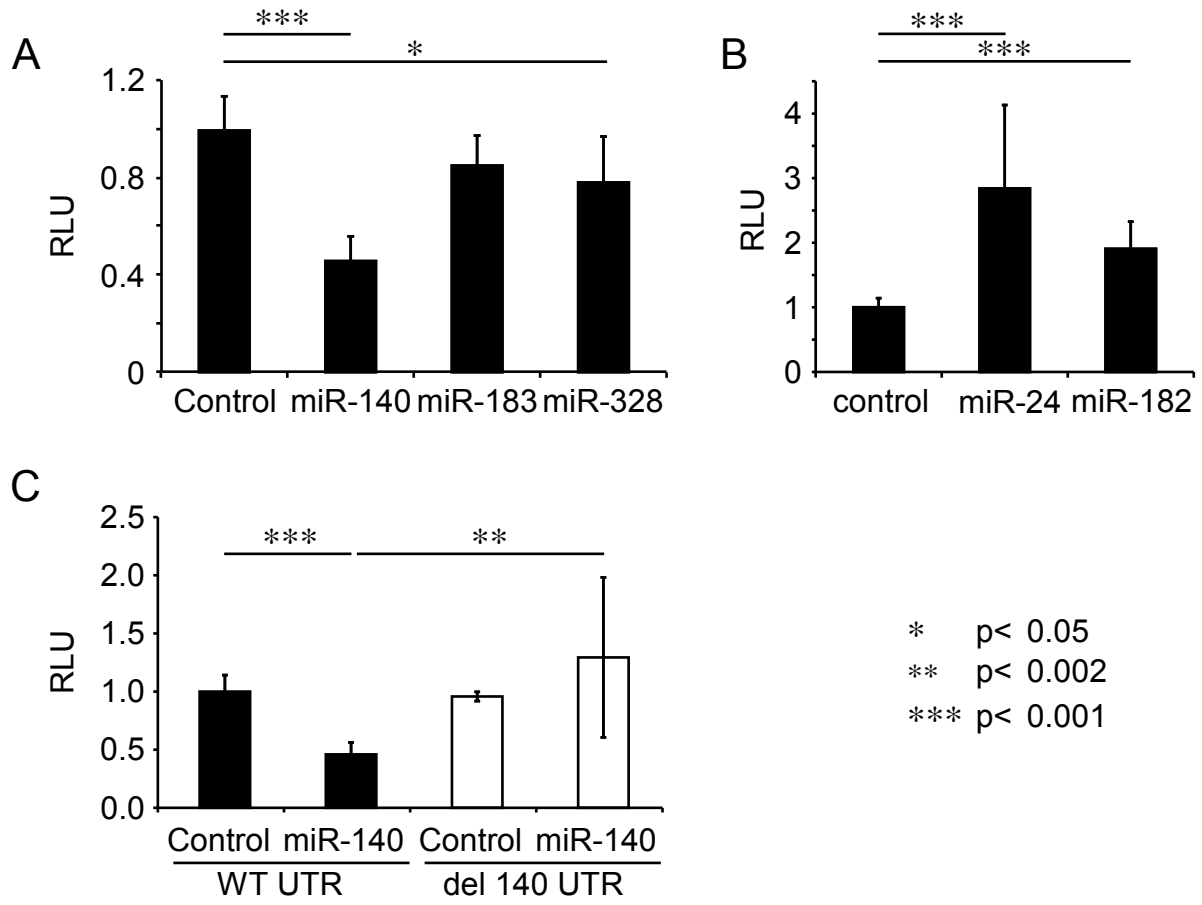 A
***
*
1.2
0.8
0.4
0
RLU
Control miR-140 miR-183 miR-328
B
***
***
4
3
2
1
0
RLU
control miR-24 miR-182
C
*** **
2.5
2.0
1.5
1.0
0.5
0.0
RLU
Control miR-140 Control miR-140
WT UTR del 140 UTR
* p< 0.05
** p< 0.002
*** p< 0.001